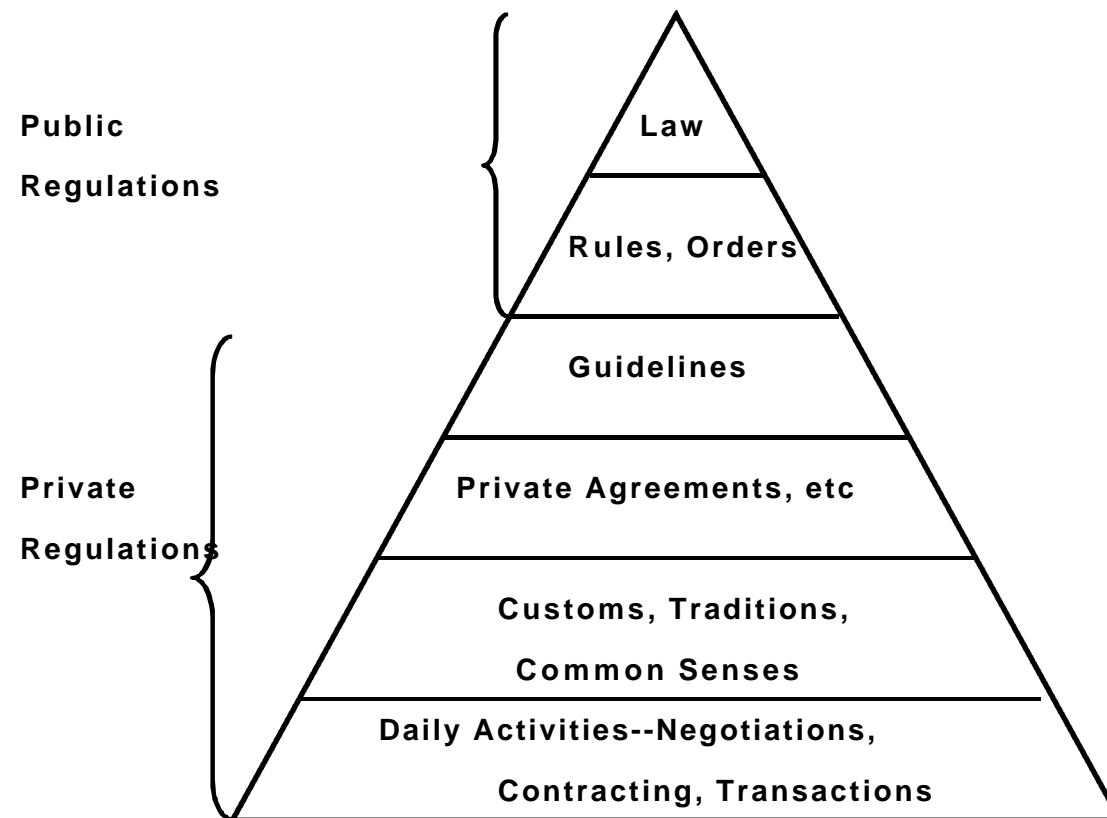 Public
Law
Regulations
Rules, Orders
Guidelines
Private
Private Agreements, etc
Regulations
Customs, Traditions,
Common Senses
Daily Activities--Negotiations,
Contracting, Transactions